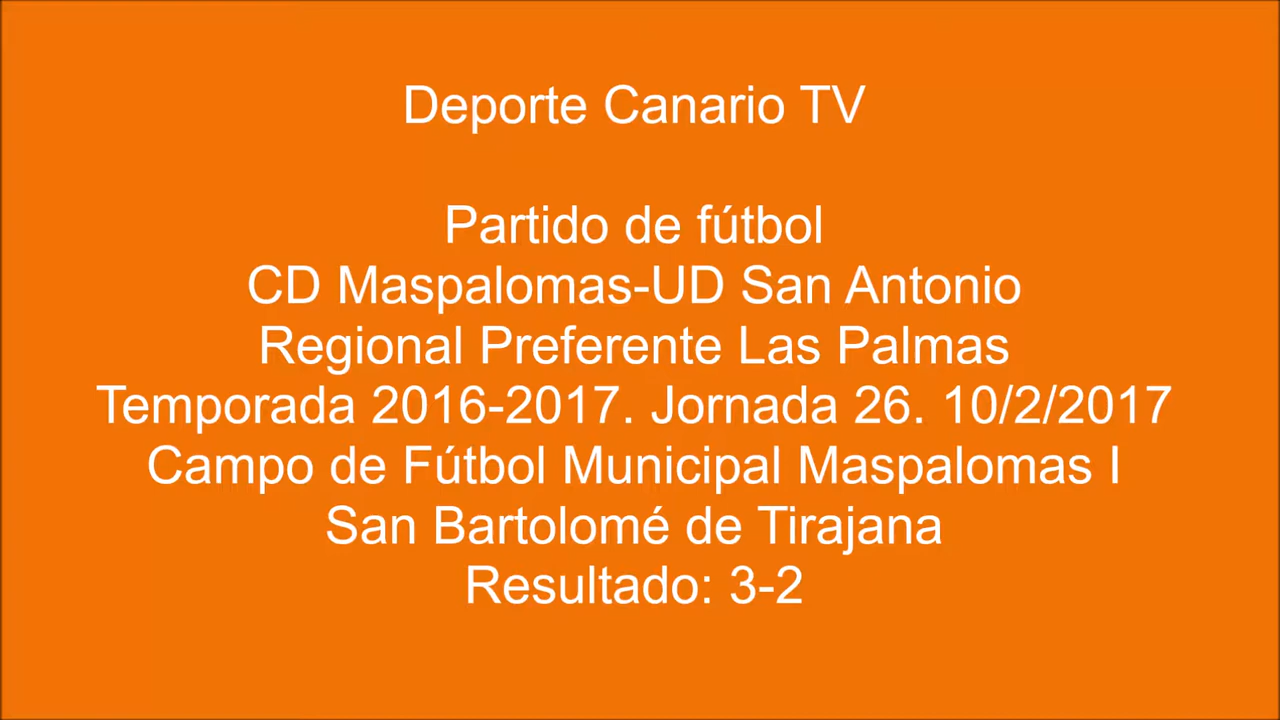 Deporte Canario TV
Partido de fútbol
CD Maspalomas-UD San Antonio
Regional Preferente Las Palmas
Temporada 2016-2017. Jornada 26. 10/2/2017
Campo de Fútbol Municipal Maspalomas I
San Bartolomé de Tirajana
Resultado: 3-2